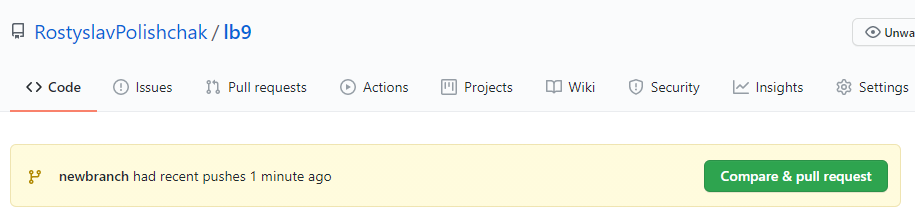 RostyslavPolishchak / lb9
Unwa
Code Issues Pull requests Actions Projects Wiki Security Insights Settings
newbranch had recent pushes 1 minute ago
Compare & pull request